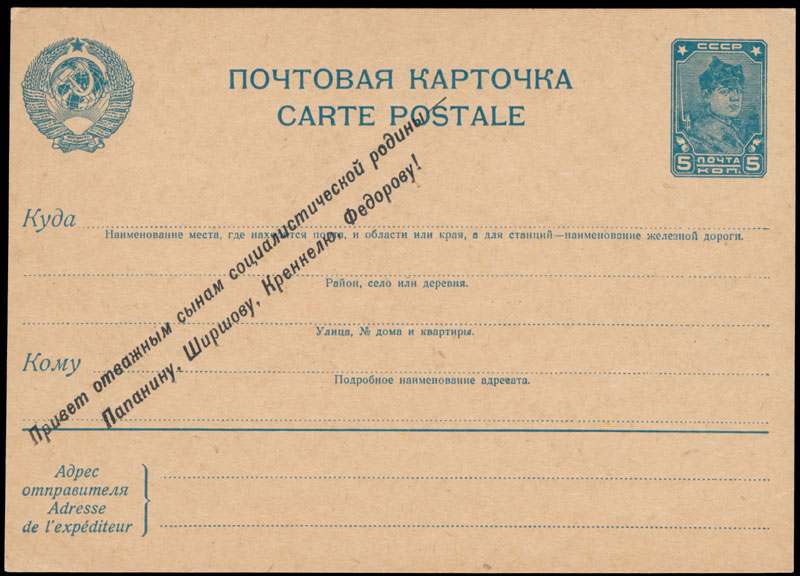 ПОЧТОВАЯ КАРТОЧКА
CARTE POSTALE
СССР
5 ПОЧТА 5
КОП.
Привет отважным сынам социалистической родины—
Папанину, Ширшову, Кренкелю, Федорову!
Куда
Наименование места, где находится почта, и области или края, а для станций—наименование железной дороги.
Район, село или деревня.
Улица, № дома и квартиры.
Кому
Подробное наименование адресата.
Адрес
отправителя
Adresse
de l'expéditeur